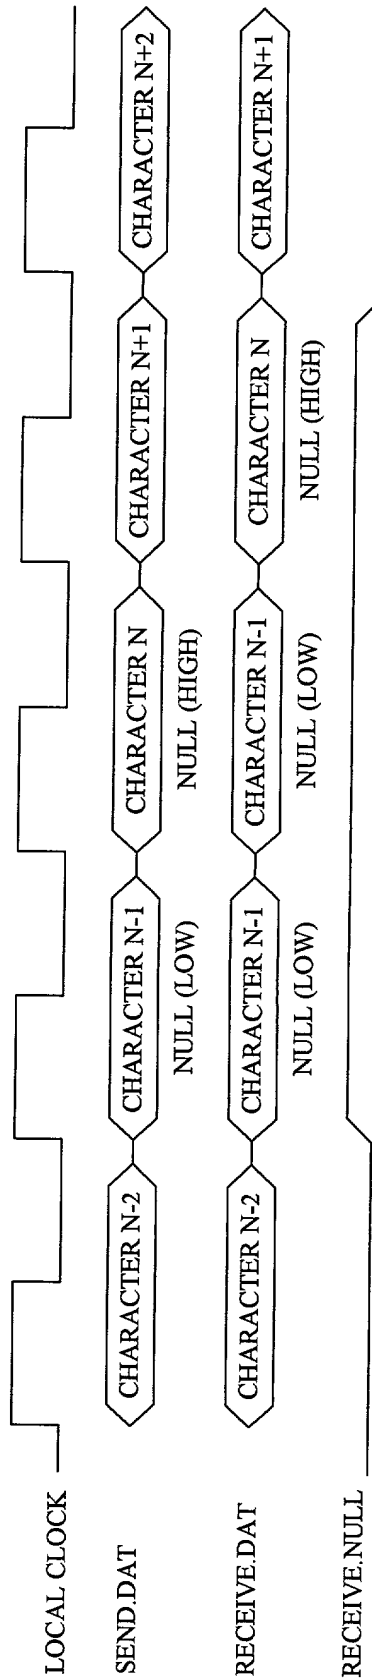 LOCAL CLOCK
SEND.DAT
CHARACTER N-2
CHARACTER N-1
CHARACTER N
CHARACTER N+1
CHARACTER N+2
NULL (LOW)
NULL (HIGH)
RECEIVE.DAT
CHARACTER N-2
CHARACTER N-1
CHARACTER N-1
CHARACTER N
CHARACTER N+1
NULL (LOW)
NULL (LOW)
NULL (HIGH)
RECEIVE.NULL